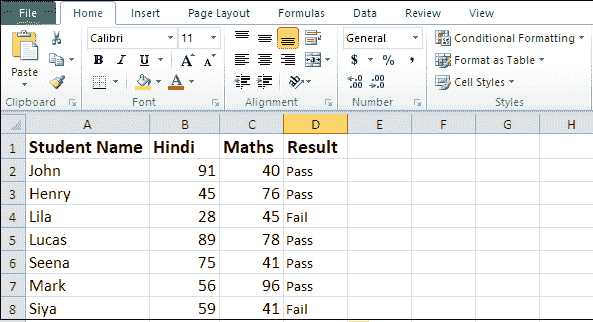 File Home Insert Page Layout Formulas Data Review View
Calibri 11 General Conditional Formatting
Paste B I U A A $ % , Format as Table
A .00 .0 Cell Styles
Clipboard Font Alignment Number Styles
A B C D E F G H
1 Student Name Hindi Maths Result
2 John 91 40 Pass
3 Henry 45 76 Pass
4 Lila 28 45 Fail
5 Lucas 89 78 Pass
6 Seena 75 41 Pass
7 Mark 56 96 Pass
8 Siya 59 41 Fail